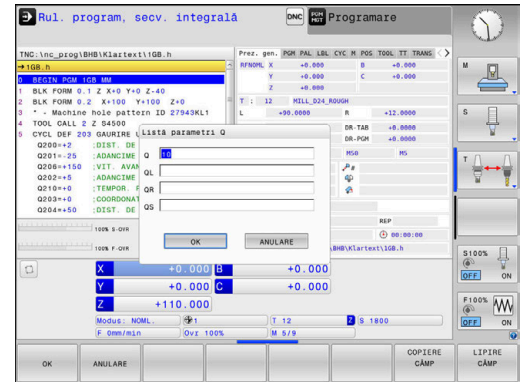 Rul. program, secv. integrală
DNC
PGM MGT
Programare
TNC:\nc_prog\BHB\Klartext\1GB.h
→1GB.h
0 BEGIN PGM 1GB MM
1 BLK FORM 0.1 Z X+0 Y+0 Z-40
2 BLK FORM 0.2 X+100 Y+100 Z+0
3 * - Machine hole pattern ID 27943KL1
4 TOOL CALL 2 Z S4500
5 CYCL DEF 203 GAURIRE
Q200=+2 ;DIST. DE
Q201=-25 ;ADANCIME
Q206=+150 ;VIT. AVAN
Q202=+5 ;ADANCIME
Q210=+0 ;TEMPOR.
Q203=+0 ;COORDONAT
Q204=+50 ;DIST. DE
100% S-OVR
100% F-OVR
Prez. gen. PGM PAL LBL CYC M POS TOOL TT TRANS
RFNOML X +0.000 B +0.000
Y +0.000 C +0.000
Z +0.000
T : 12 MILL_D24_ROUGH
L +90.0000 R +12.0000
DR-TAB +0.0000
DR-PGM +0.0000
M50 M5
REP
00:00:00
\BHB\Klartext\1GB.h
Listă parametri Q
Q 10
QL
QR
QS
OK
ANULARE
X +0.000 B +0.000
Y +0.000 C +0.000
Z +110.000
Modus: NOML. 1 T 12 Z S 1800
F 0mm/min Ovr 100% M 5/9
M
S
T
S100%
OFF ON
F100%
OFF ON
OK
ANULARE
COPIERE CÂMP
LIPIRE CÂMP